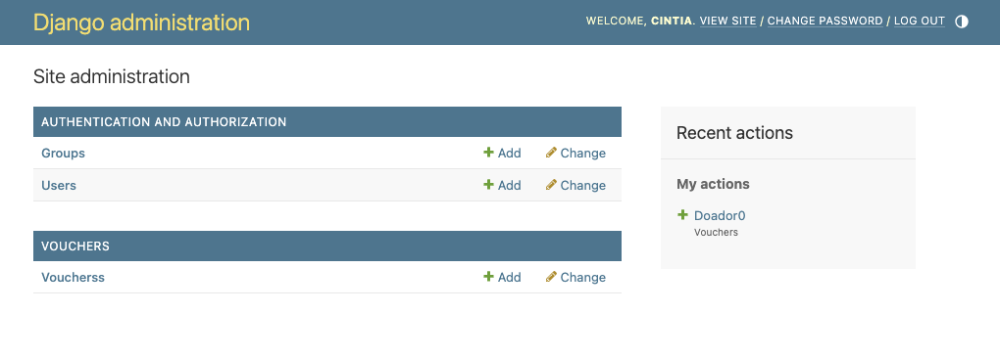 Django administration
WELCOME, CINTIA. VIEW SITE / CHANGE PASSWORD / LOG OUT
Site administration
AUTHENTICATION AND AUTHORIZATION
Groups Add Change
Users Add Change
VOUCHERS
Voucherss Add Change
Recent actions
My actions
Doador0
Vouchers